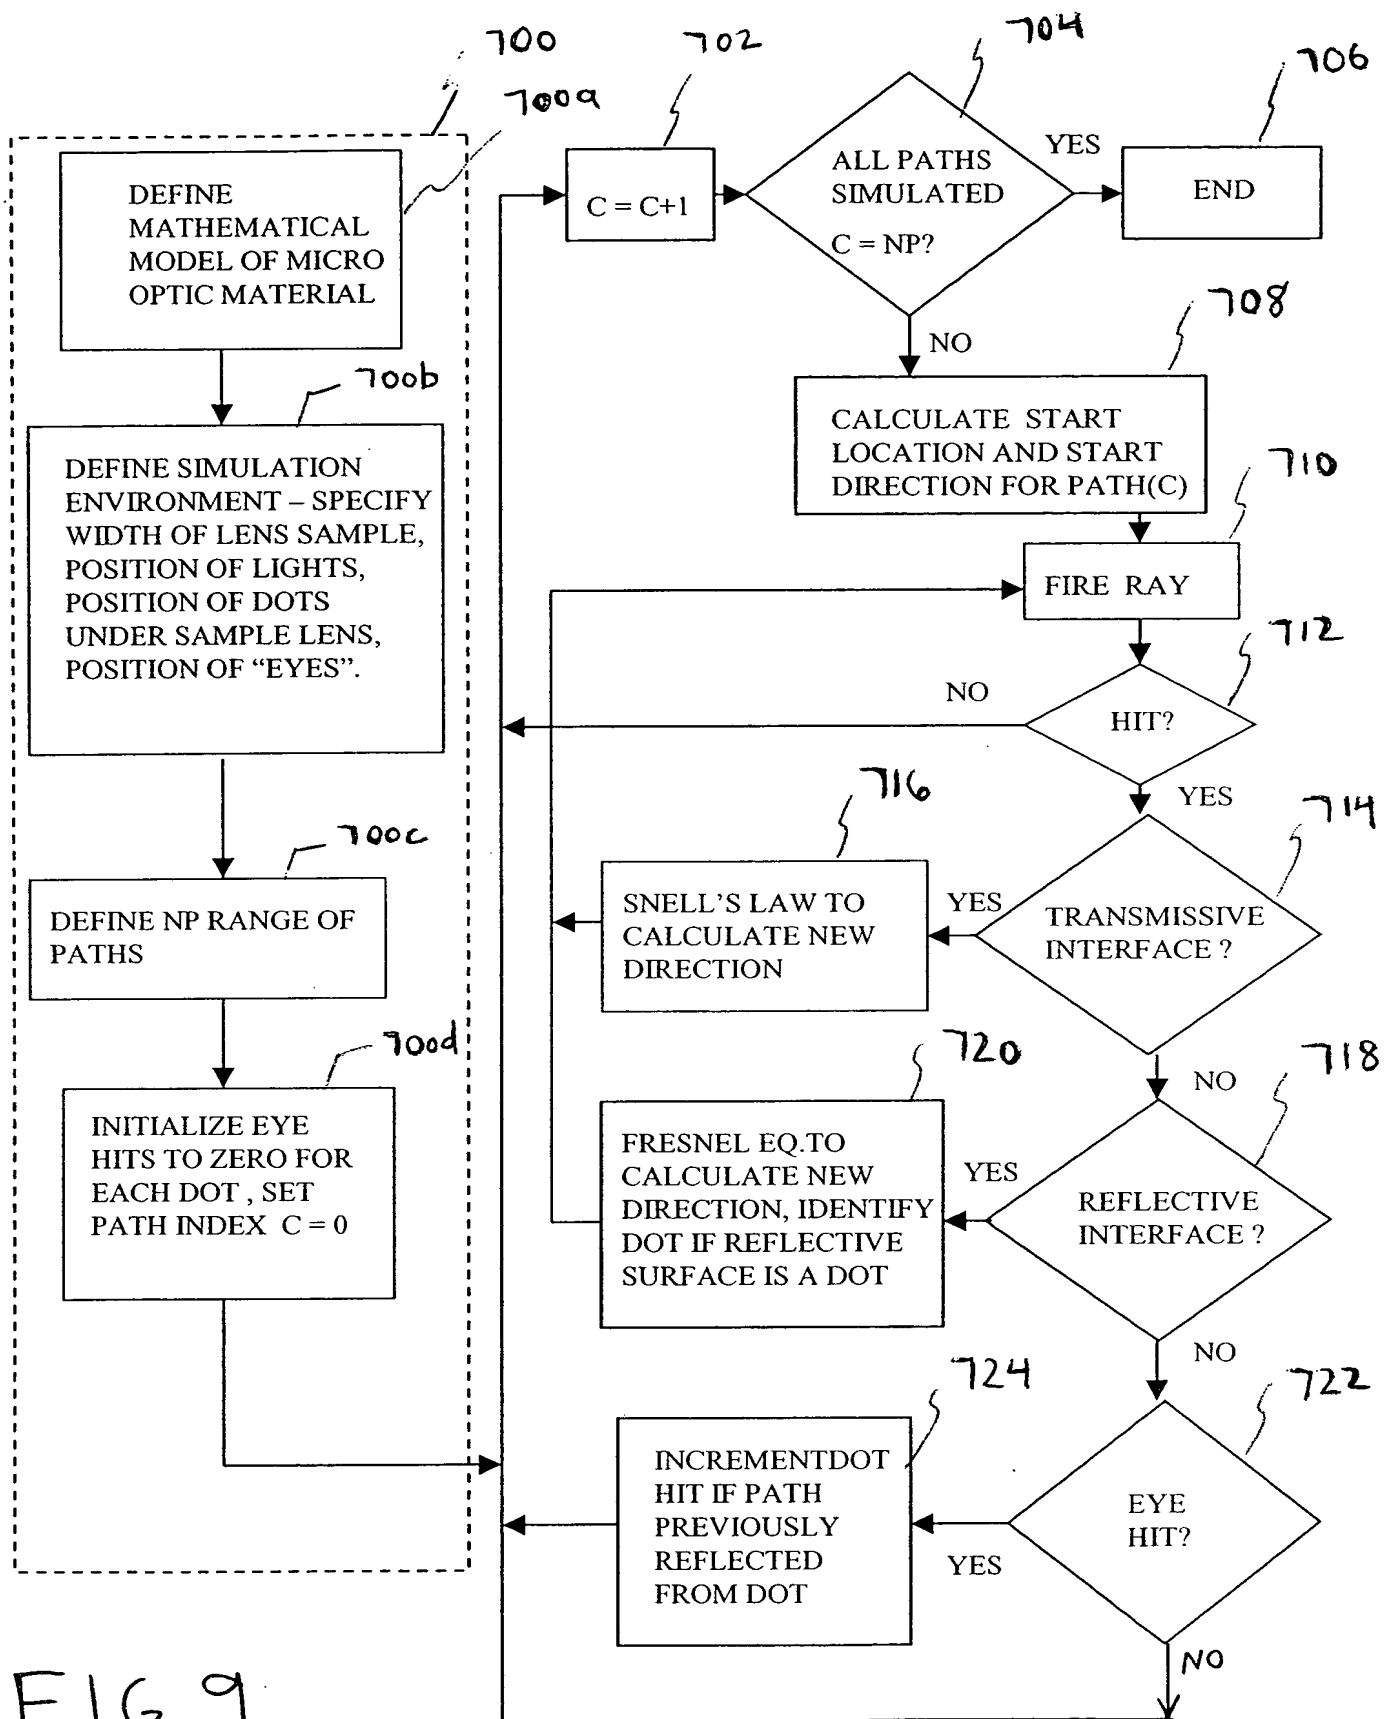 700
700a
DEFINE
MATHEMATICAL
MODEL OF MICRO
OPTIC MATERIAL
700b
DEFINE SIMULATION
ENVIRONMENT – SPECIFY
WIDTH OF LENS SAMPLE,
POSITION OF LIGHTS,
POSITION OF DOTS
UNDER SAMPLE LENS,
POSITION OF “EYES”.
700c
DEFINE NP RANGE OF
PATHS
700d
INITIALIZE EYE
HITS TO ZERO FOR
EACH DOT , SET
PATH INDEX C = 0
702
C = C+1
704
ALL PATHS
SIMULATED
C = NP?
YES
706
END
NO
708
CALCULATE START
LOCATION AND START
DIRECTION FOR PATH(C)
710
FIRE RAY
712
HIT?
NO
YES
714
TRANSMISSIVE
INTERFACE ?
YES
716
SNELL’S LAW TO
CALCULATE NEW
DIRECTION
NO
718
REFLECTIVE
INTERFACE ?
YES
720
FRESNEL EQ.TO
CALCULATE NEW
DIRECTION, IDENTIFY
DOT IF REFLECTIVE
SURFACE IS A DOT
NO
722
EYE
HIT?
YES
724
INCREMENTDOT
HIT IF PATH
PREVIOUSLY
REFLECTED
FROM DOT
NO
FIG 9